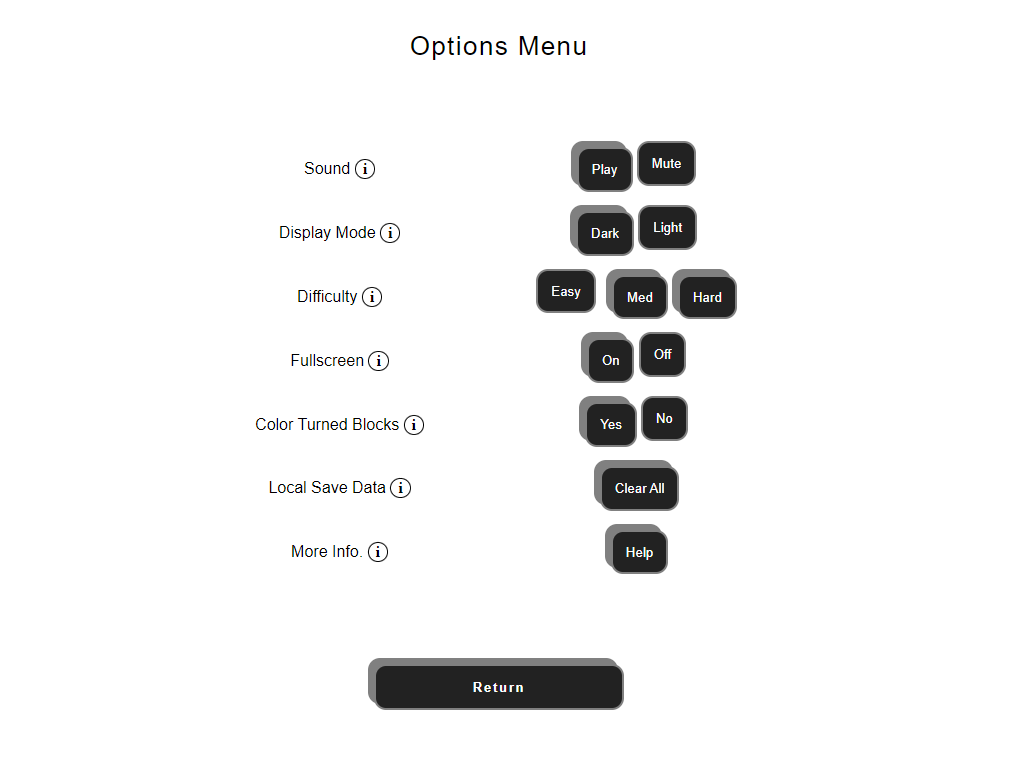 Options Menu
Sound i Play Mute
Display Mode i Dark Light
Difficulty i Easy Med Hard
Fullscreen i On Off
Color Turned Blocks i Yes No
Local Save Data i Clear All
More Info. i Help
Return